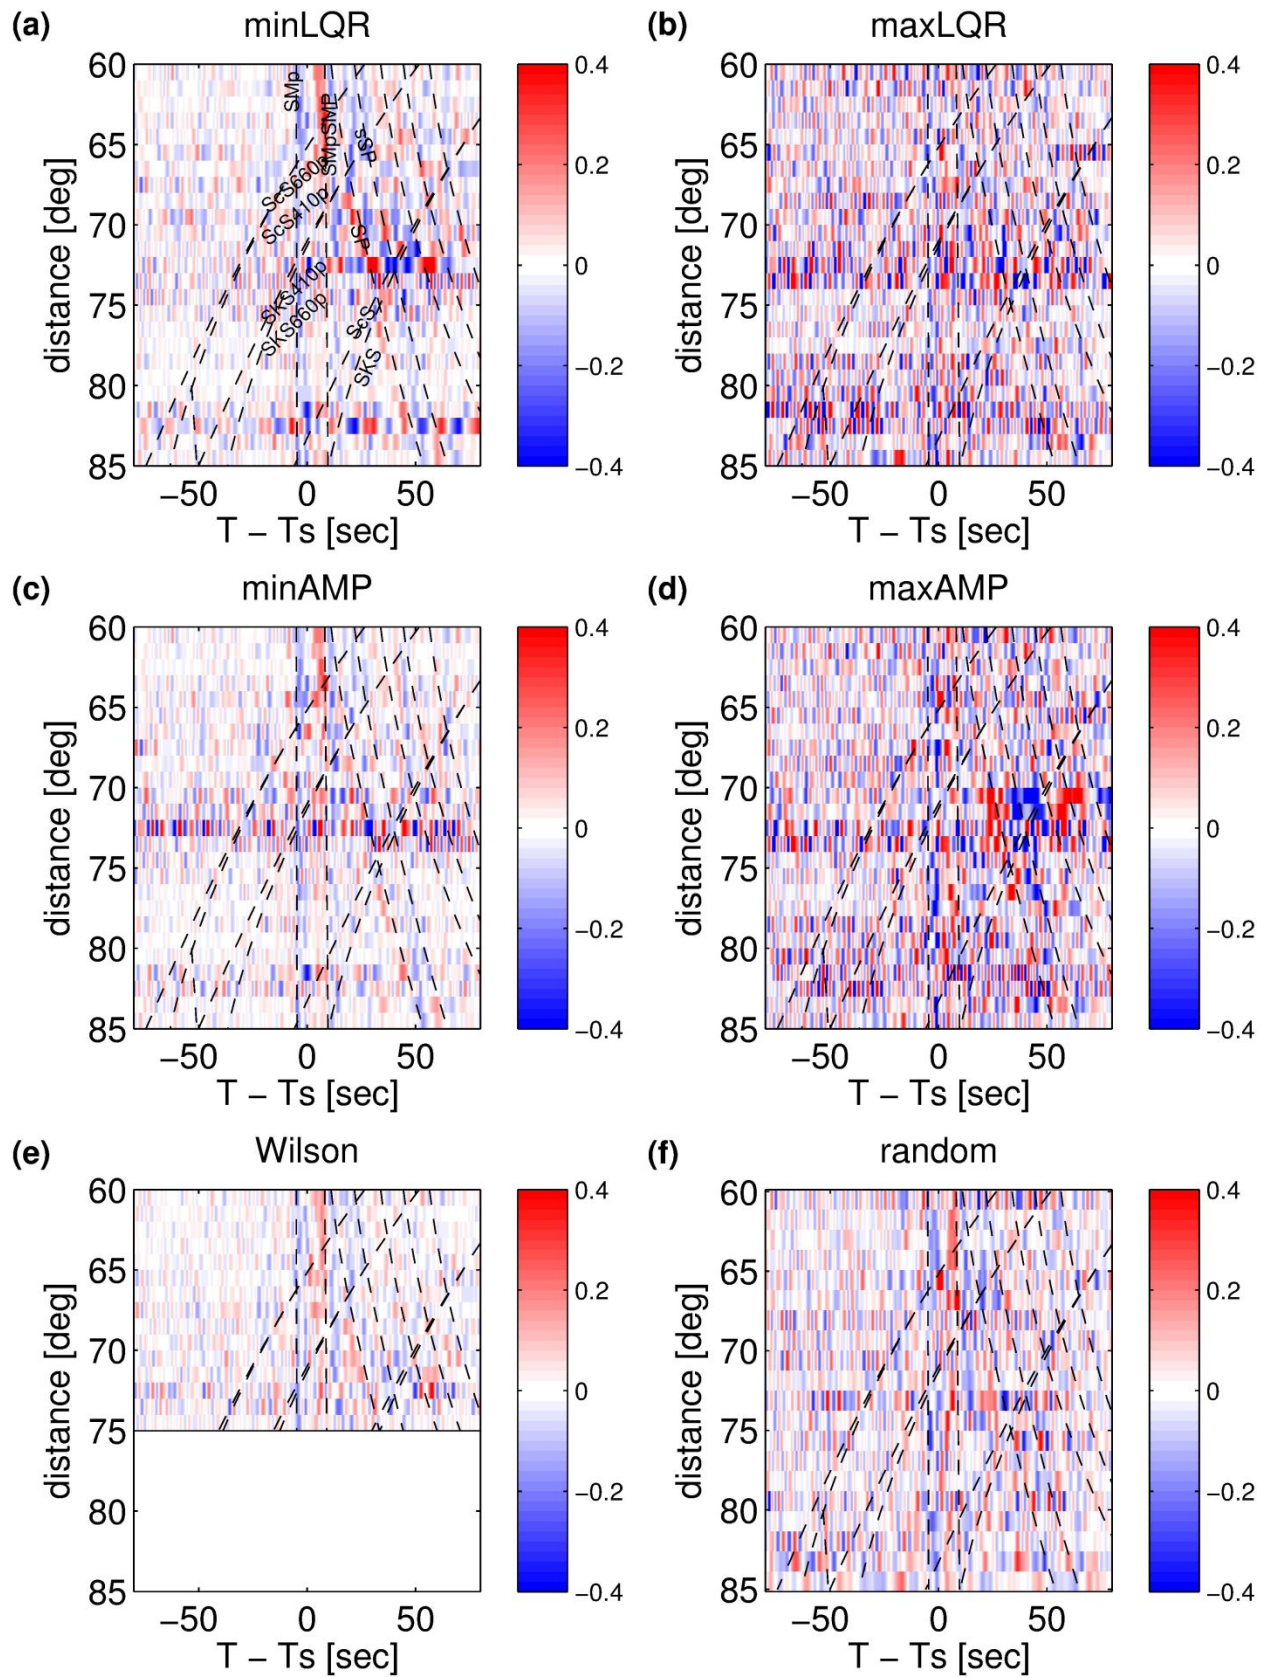 (a) minLQR
60
65
70
75
80
85
distance [deg]
SMp
SMpSMP
sSP
ScS660p
ScS410p
SP
SKS410p
SKS660p
ScS
SKS
−50 0 50
T − Ts [sec]
0.4
0.2
0
−0.2
−0.4
(b) maxLQR
60
65
70
75
80
85
distance [deg]
−50 0 50
T − Ts [sec]
0.4
0.2
0
−0.2
−0.4
(c) minAMP
60
65
70
75
80
85
distance [deg]
−50 0 50
T − Ts [sec]
0.4
0.2
0
−0.2
−0.4
(d) maxAMP
60
65
70
75
80
85
distance [deg]
−50 0 50
T − Ts [sec]
0.4
0.2
0
−0.2
−0.4
(e) Wilson
60
65
70
75
80
85
distance [deg]
−50 0 50
T − Ts [sec]
0.4
0.2
0
−0.2
−0.4
(f) random
60
65
70
75
80
85
distance [deg]
−50 0 50
T − Ts [sec]
0.4
0.2
0
−0.2
−0.4